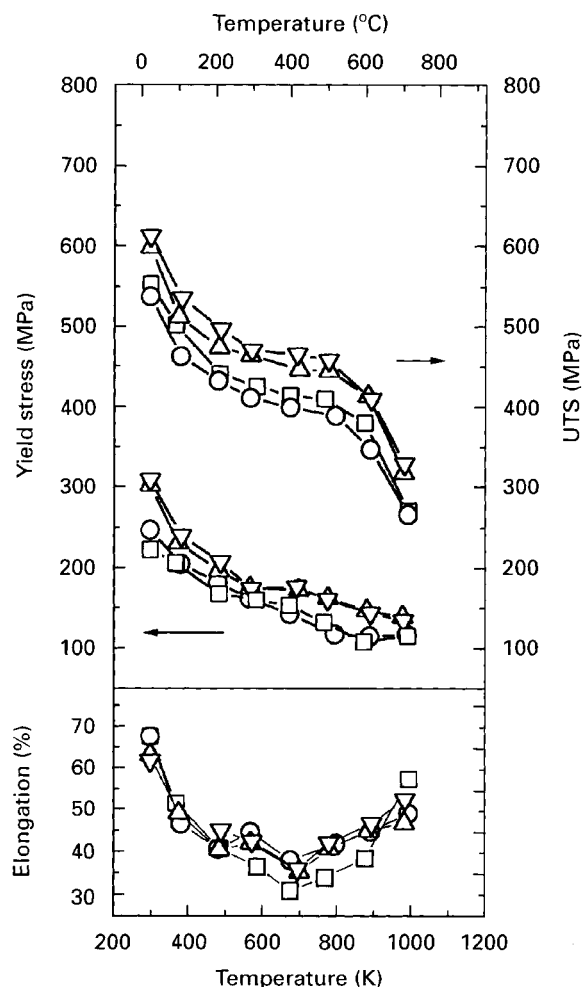 Temperature (°C)
0 200 400 600 800
800 800
700 700
600 600
500 500
400 400
300 300
200 200
100 100
Yield stress (MPa)
UTS (MPa)
70
60
50
40
30
Elongation (%)
200 400 600 800 1000 1200
Temperature (K)